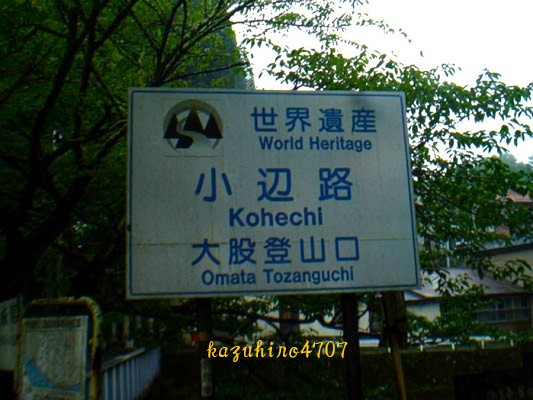 世界遺産
World Heritage
小辺路
Kohechi
大股登山口
Omata Tozanguchi
kazuhiro4707